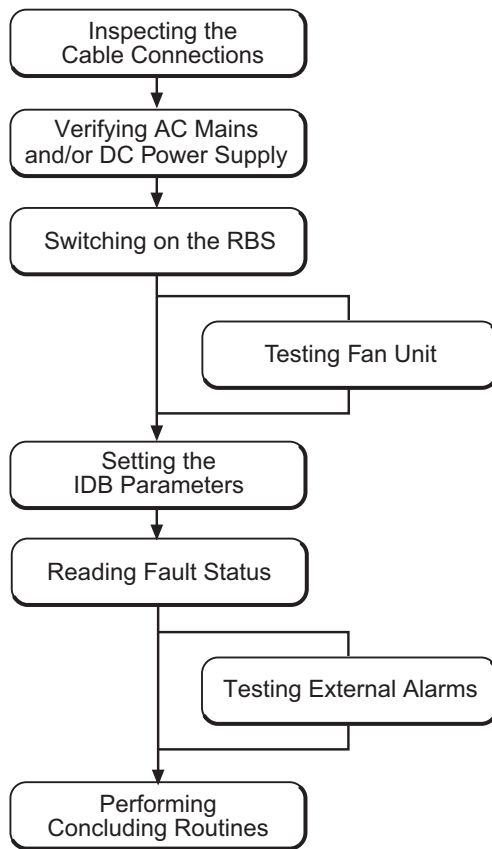 Inspecting the
Cable Connections
Verifying AC Mains
and/or DC Power Supply
Switching on the RBS
Testing Fan Unit
Setting the
IDB Parameters
Reading Fault Status
Testing External Alarms
Performing
Concluding Routines